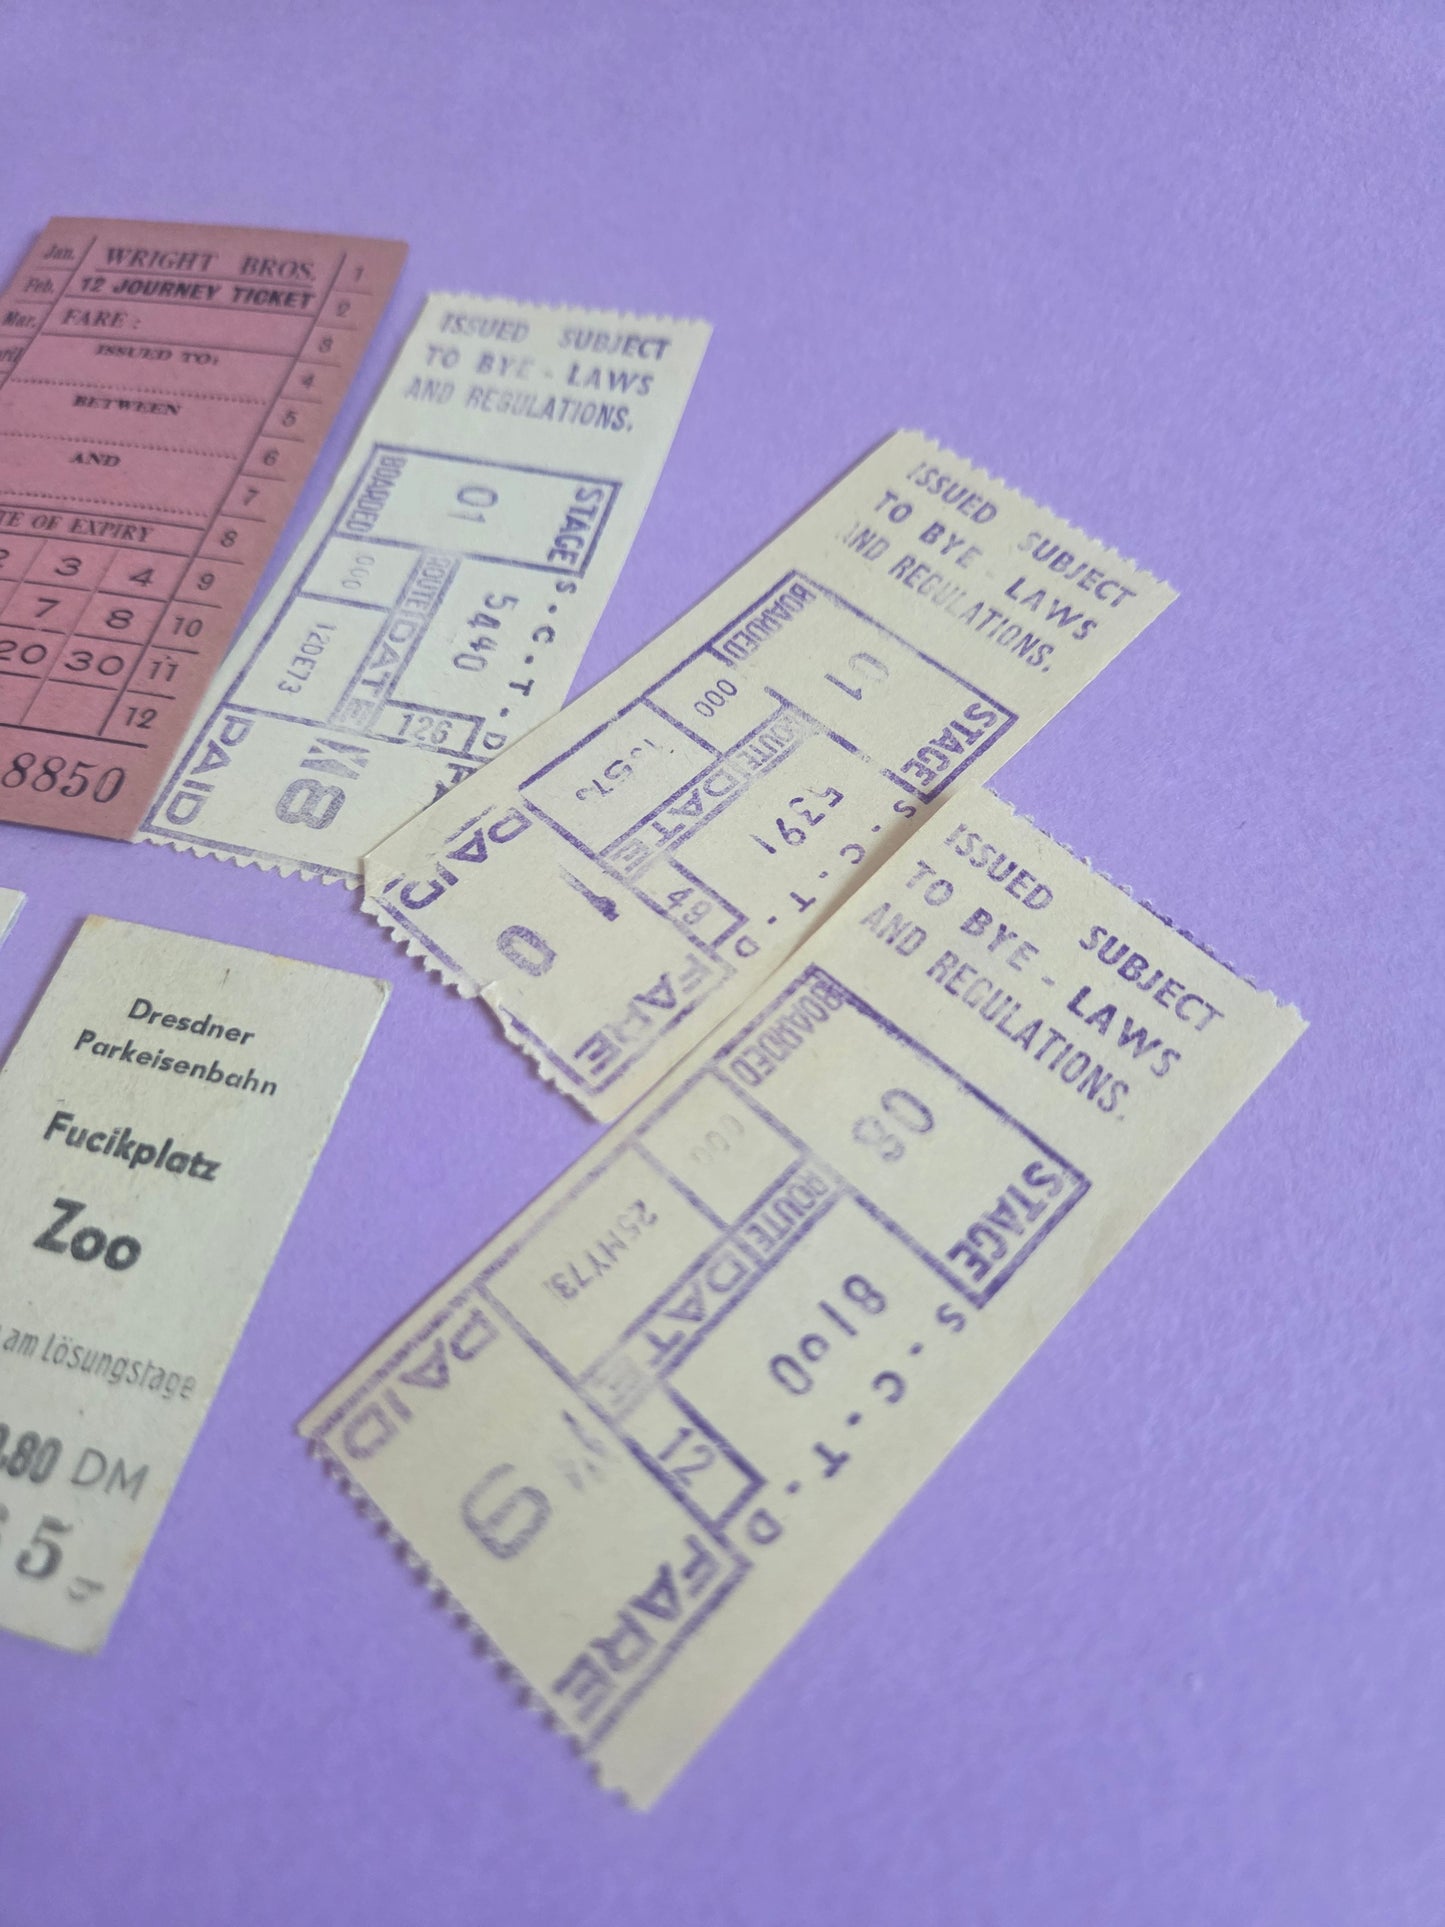 Jan.
Feb.
Mar.
WRIGHT BROS.
12 JOURNEY TICKET
FARE :
ISSUED TO:
BETWEEN
AND
OF EXPIRY
3 4
7 8
20 30
1
2
3
4
5
6
7
8
9
10
11
12
8850
ISSUED SUBJECT
TO BYE - LAWS
AND REGULATIONS.
BOARDED
01
STAGE
000
ROUTE
S.C.T.D
5440
12DE73
DATE
126
PAID
FARE
ISSUED SUBJECT
TO BYE - LAWS
AND REGULATIONS.
BOARDED
01
STAGE
000
ROUTE
S.C.T.D
5391
DATE
49
PAID
10
FARE
ISSUED SUBJECT
TO BYE - LAWS
AND REGULATIONS.
BOARDED
STAGE
000
ROUTE
S.C.T.D
8100
25MY73
DATE
12
PAID
9
FARE
Dresdner
Parkeisenbahn
Fucikplatz
Zoo
am Lösungstage
,80 DM
5